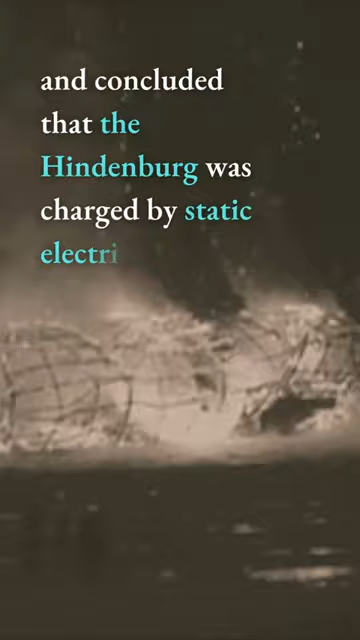 and concluded
that the
Hindenburg was
charged by static
electri